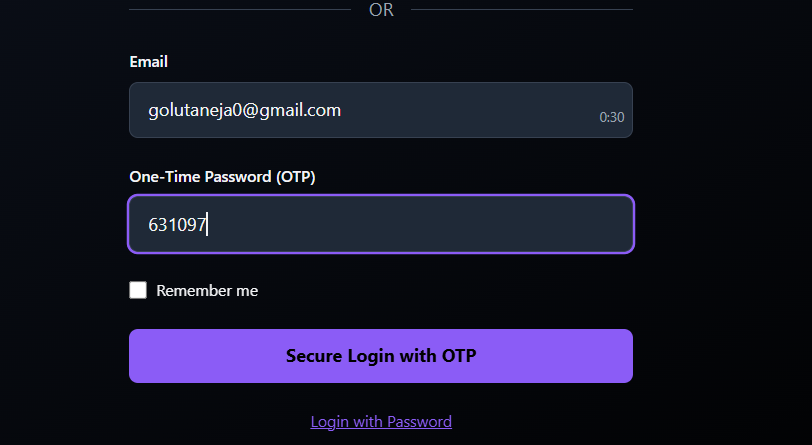 OR
Email
golutaneja0@gmail.com
0:30
One-Time Password (OTP)
631097
Remember me
Secure Login with OTP
Login with Password